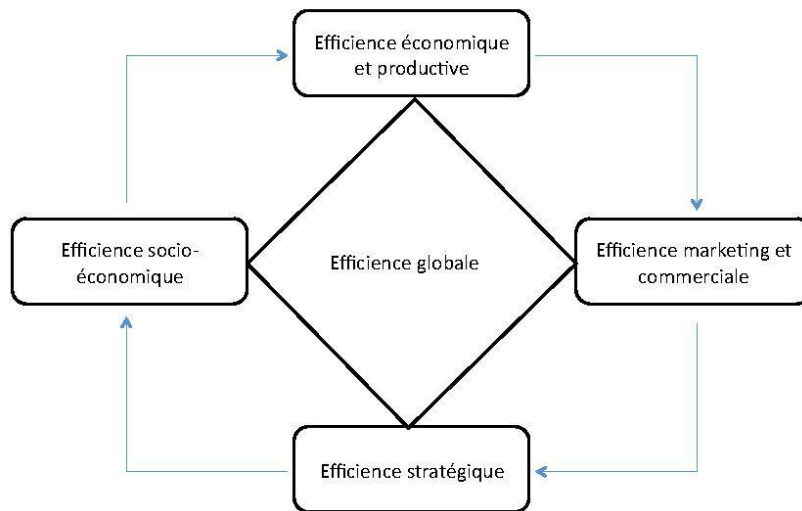 Efficience économique
et productive
Efficience socio-
économique
Efficience globale
Efficience marketing et
commerciale
Efficience stratégique